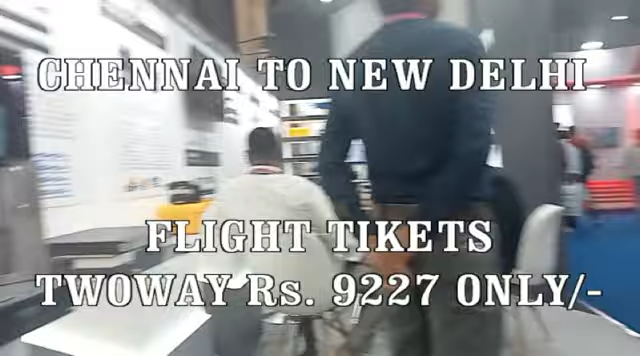 CHENNAI TO NEW DELHI
FLIGHT TIKETS
TWOWAY Rs. 9227 ONLY/-